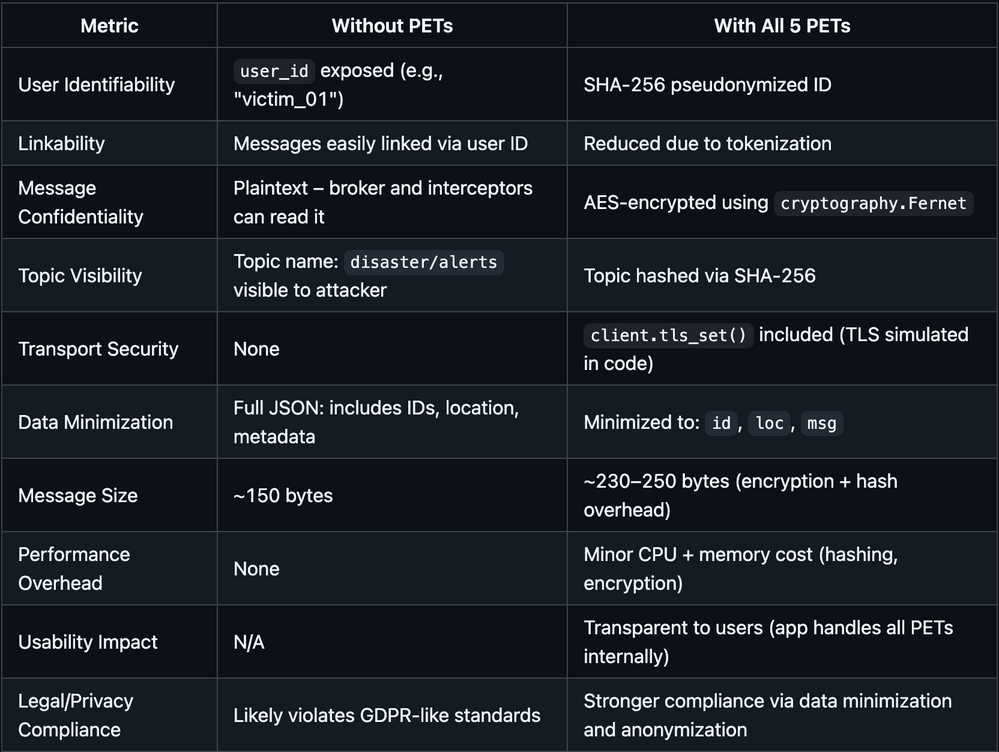 Metric Without PETs With All 5 PETs
User Identifiability
user_id exposed (e.g.,
"victim_01")
SHA-256 pseudonymized ID
Linkability
Messages easily linked via user ID
Reduced due to tokenization
Message
Confidentiality
Plaintext – broker and interceptors
can read it
AES-encrypted using cryptography.Fernet
Topic Visibility
Topic name: disaster/alerts
visible to attacker
Topic hashed via SHA-256
Transport Security
None
client.tls_set() included (TLS simulated
in code)
Data Minimization
Full JSON: includes IDs, location,
metadata
Minimized to: id, loc, msg
Message Size
~150 bytes
~230–250 bytes (encryption + hash
overhead)
Performance
Overhead
None
Minor CPU + memory cost (hashing,
encryption)
Usability Impact
N/A
Transparent to users (app handles all PETs
internally)
Legal/Privacy
Compliance
Likely violates GDPR-like standards
Stronger compliance via data minimization
and anonymization